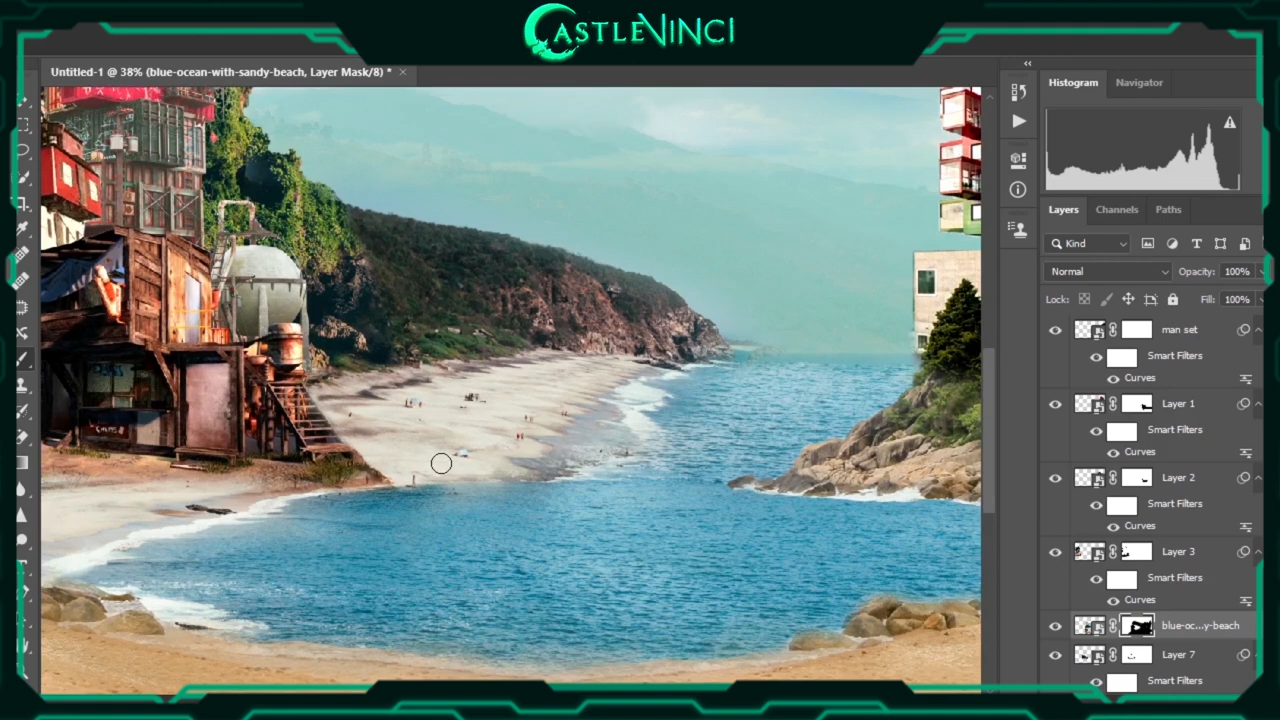 CASTLEVINCI
Untitled-1 @ 38% (blue-ocean-with-sandy-beach, Layer Mask/8) *
Histogram
Navigator
Layers
Channels
Paths
Kind
Normal
Opacity: 100%
Lock:
Fill: 100%
man set
Smart Filters
Curves
Layer 1
Smart Filters
Curves
Layer 2
Smart Filters
Curves
Layer 3
Smart Filters
Curves
blue-oc...y-beach
Layer 7
Smart Filters